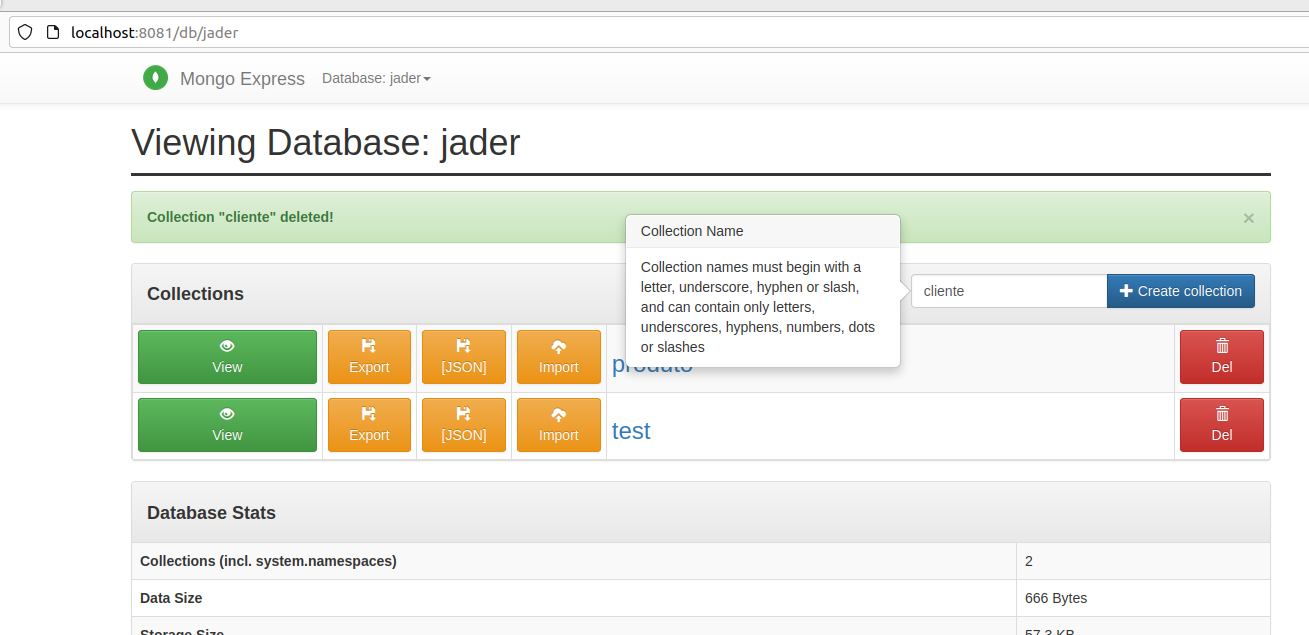 localhost:8081/db/jader
Mongo Express Database: jader
Viewing Database: jader
Collection "cliente" deleted! ×
Collection Name
Collection names must begin with a
letter, underscore, hyphen or slash,
and can contain only letters,
underscores, hyphens, numbers, dots
or slashes
Collections cliente Create collection
View Export [JSON] Import produto Del
View Export [JSON] Import test Del
Database Stats
Collections (incl. system.namespaces) 2
Data Size 666 Bytes
Storage Size 57.3 KB